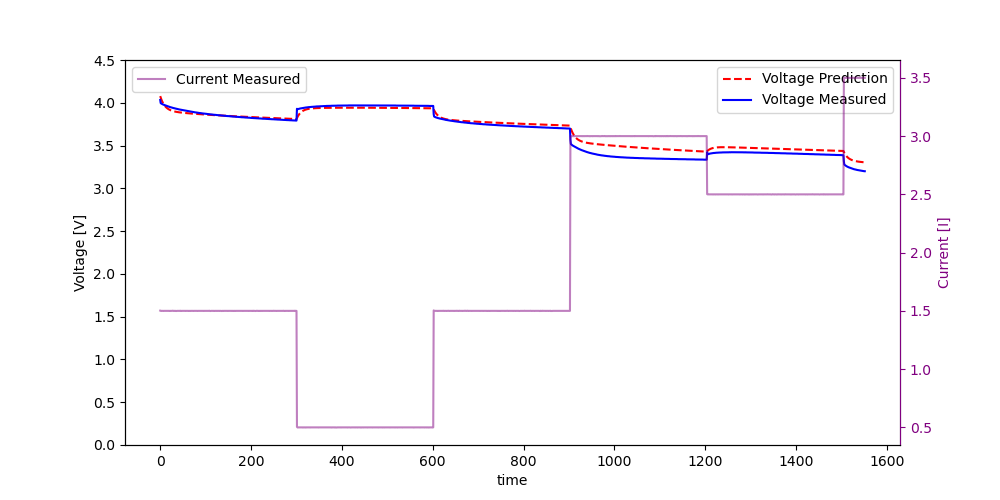 Current Measured
Voltage Prediction
Voltage Measured
4.5
4.0
3.5
3.0
2.5
2.0
1.5
1.0
0.5
0.0
Voltage [V]
3.5
3.0
2.5
2.0
1.5
1.0
0.5
Current [I]
0 200 400 600 800 1000 1200 1400 1600
time